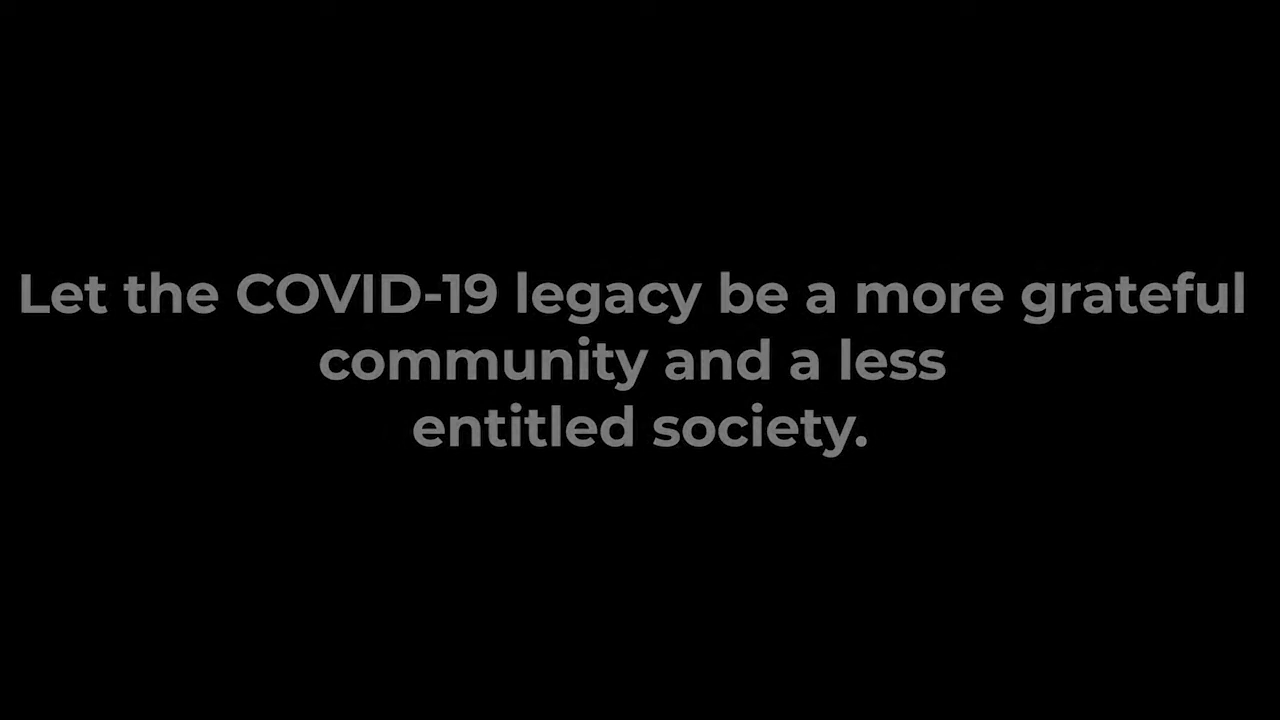 Let the COVID-19 legacy be a more grateful
community and a less
entitled society.